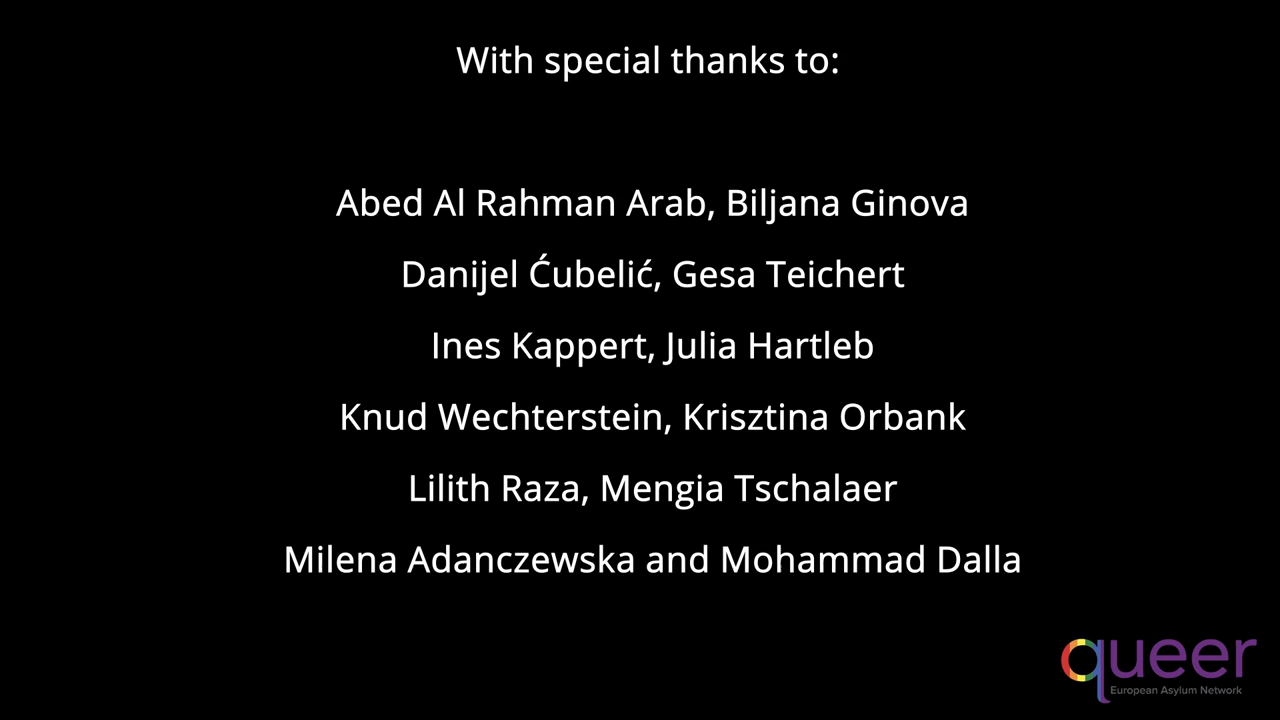 With special thanks to:
Abed Al Rahman Arab, Biljana Ginova
Danijel Ćubelić, Gesa Teichert
Ines Kappert, Julia Hartleb
Knud Wechterstein, Krisztina Orbank
Lilith Raza, Mengia Tschalaer
Milena Adanczewska and Mohammad Dalla
queer
European Asylum Network